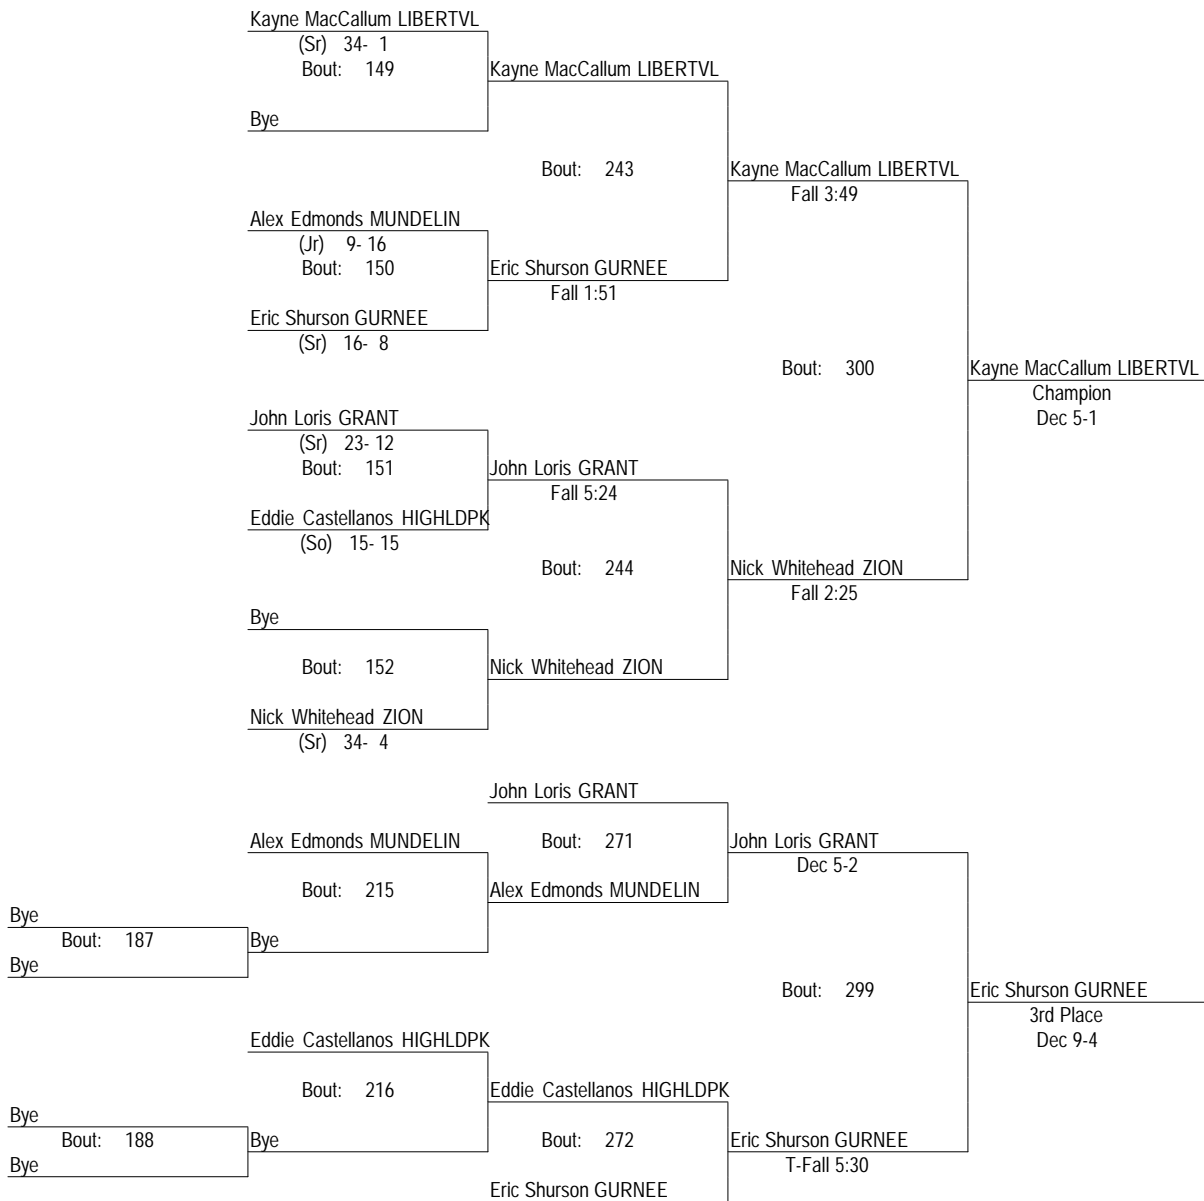 Kayne MacCallum LIBERTVL
(Sr) 34- 1
Bout: 149
Kayne MacCallum LIBERTVL
Bye
Bout: 243
Kayne MacCallum LIBERTVL
Fall 3:49
Alex Edmonds MUNDELIN
(Jr) 9- 16
Bout: 150
Eric Shurson GURNEE
Fall 1:51
Eric Shurson GURNEE
(Sr) 16- 8
Bout: 300
Kayne MacCallum LIBERTVL
Champion
Dec 5-1
John Loris GRANT
(Sr) 23- 12
Bout: 151
John Loris GRANT
Fall 5:24
Eddie Castellanos HIGHLDPK
(So) 15- 15
Bout: 244
Nick Whitehead ZION
Fall 2:25
Bye
Bout: 152
Nick Whitehead ZION
Nick Whitehead ZION
(Sr) 34- 4
John Loris GRANT
Alex Edmonds MUNDELIN
Bout: 271
John Loris GRANT
Dec 5-2
Bout: 215
Alex Edmonds MUNDELIN
Bye
Bout: 187
Bye
Bye
Bout: 299
Eric Shurson GURNEE
3rd Place
Dec 9-4
Eddie Castellanos HIGHLDPK
Bout: 216
Eddie Castellanos HIGHLDPK
Bye
Bout: 188
Bye
Bye
Bout: 272
Eric Shurson GURNEE
T-Fall 5:30
Eric Shurson GURNEE